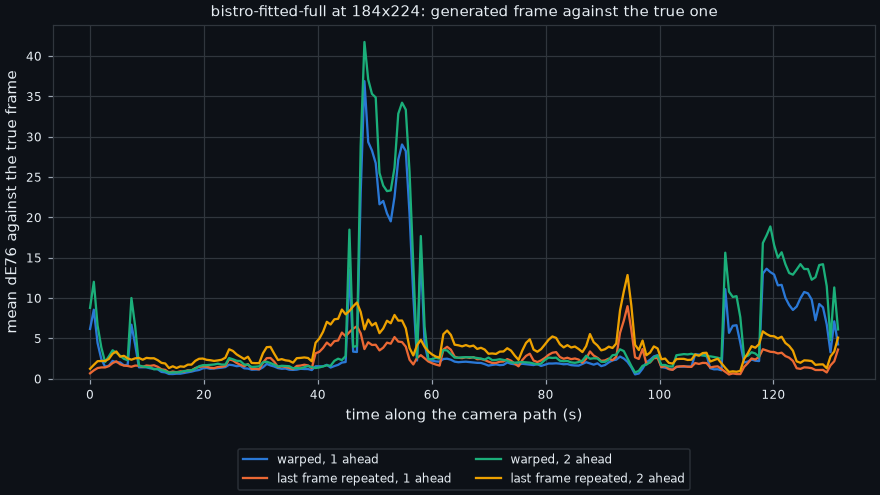 bistro-fitted-full at 184x224: generated frame against the true one
mean dE76 against the true frame
40
35
30
25
20
15
10
5
0
0 20 40 60 80 100 120
time along the camera path (s)
warped, 1 ahead warped, 2 ahead
last frame repeated, 1 ahead last frame repeated, 2 ahead